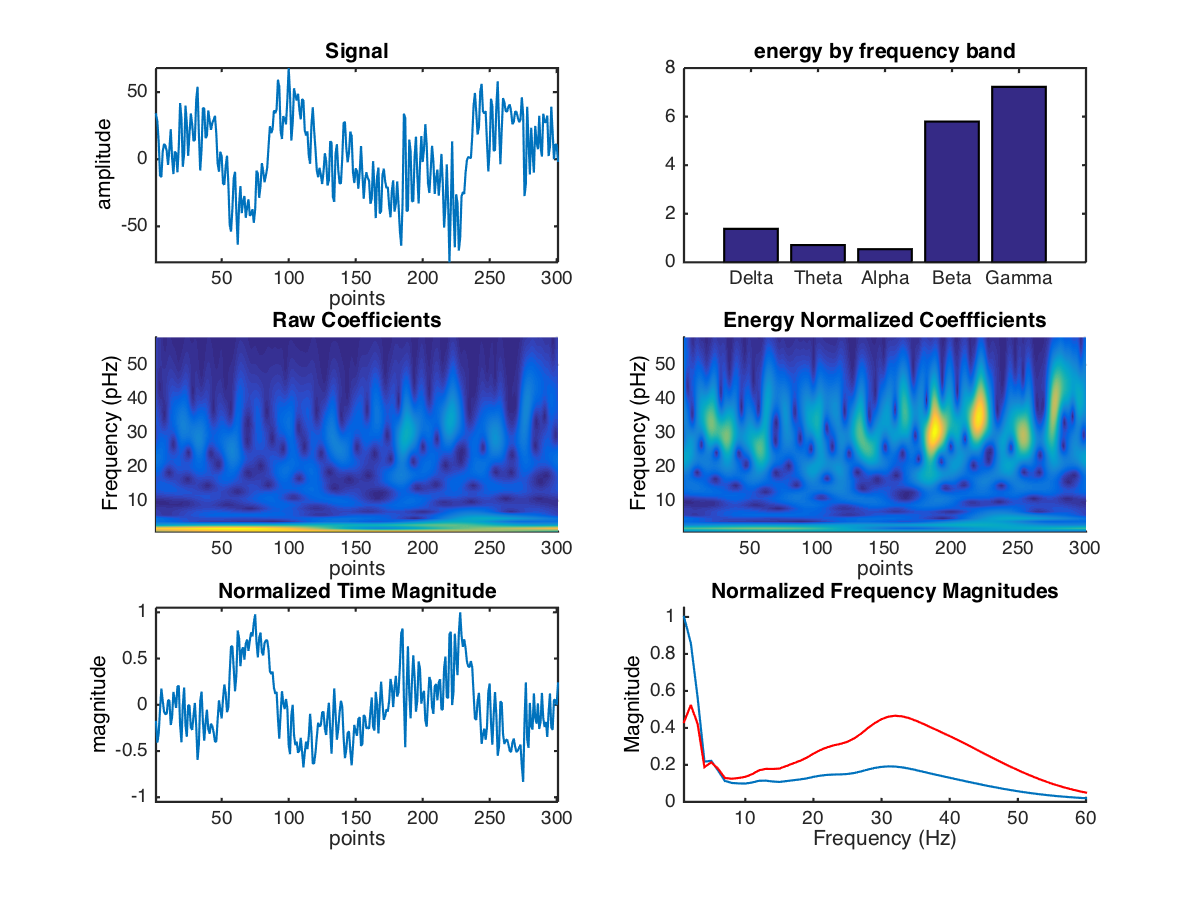 Signal
50
0
-50
amplitude
50 100 150 200 250 300
points
energy by frequency band
8
6
4
2
0
Delta Theta Alpha Beta Gamma
Raw Coefficients
50
40
30
20
10
Frequency (pHz)
50 100 150 200 250 300
points
Energy Normalized Coeffficients
50
40
30
20
10
Frequency (pHz)
50 100 150 200 250 300
points
Normalized Time Magnitude
1
0.5
0
-0.5
-1
magnitude
50 100 150 200 250 300
points
Normalized Frequency Magnitudes
1
0.8
0.6
0.4
0.2
0
Magnitude
10 20 30 40 50 60
Frequency (Hz)